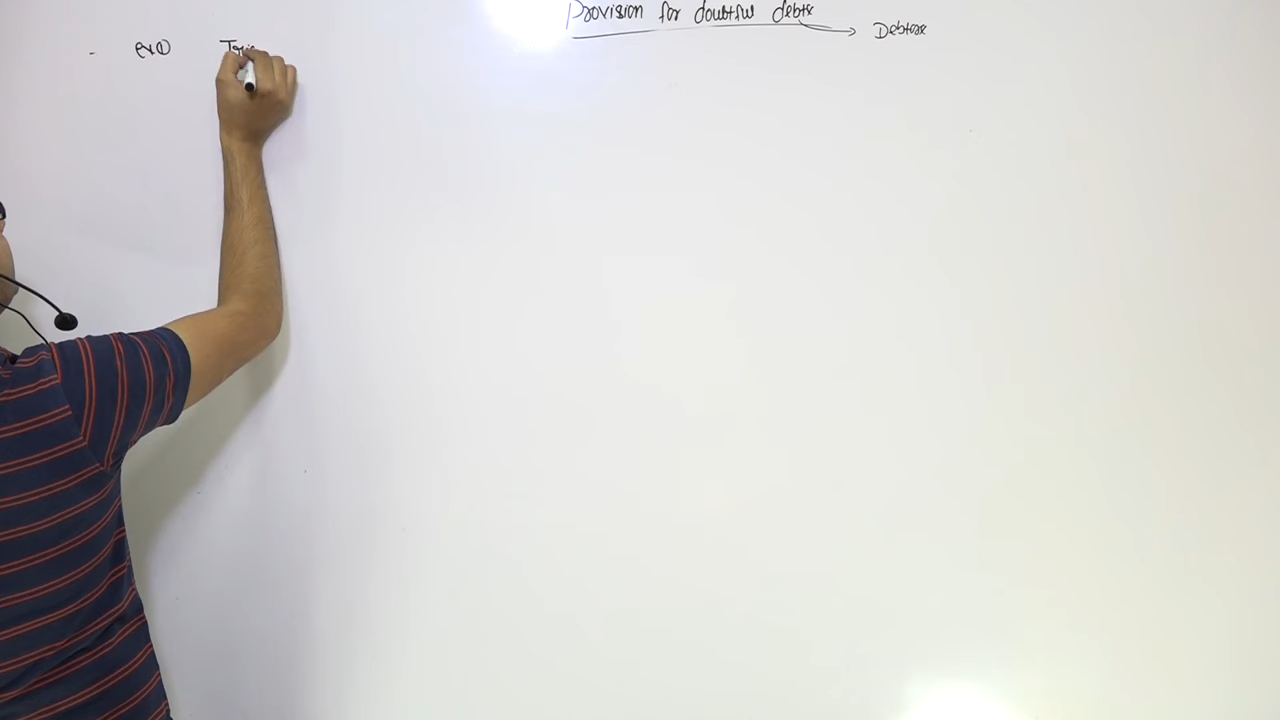 Provision for doubtful debts → Debtors
ex①